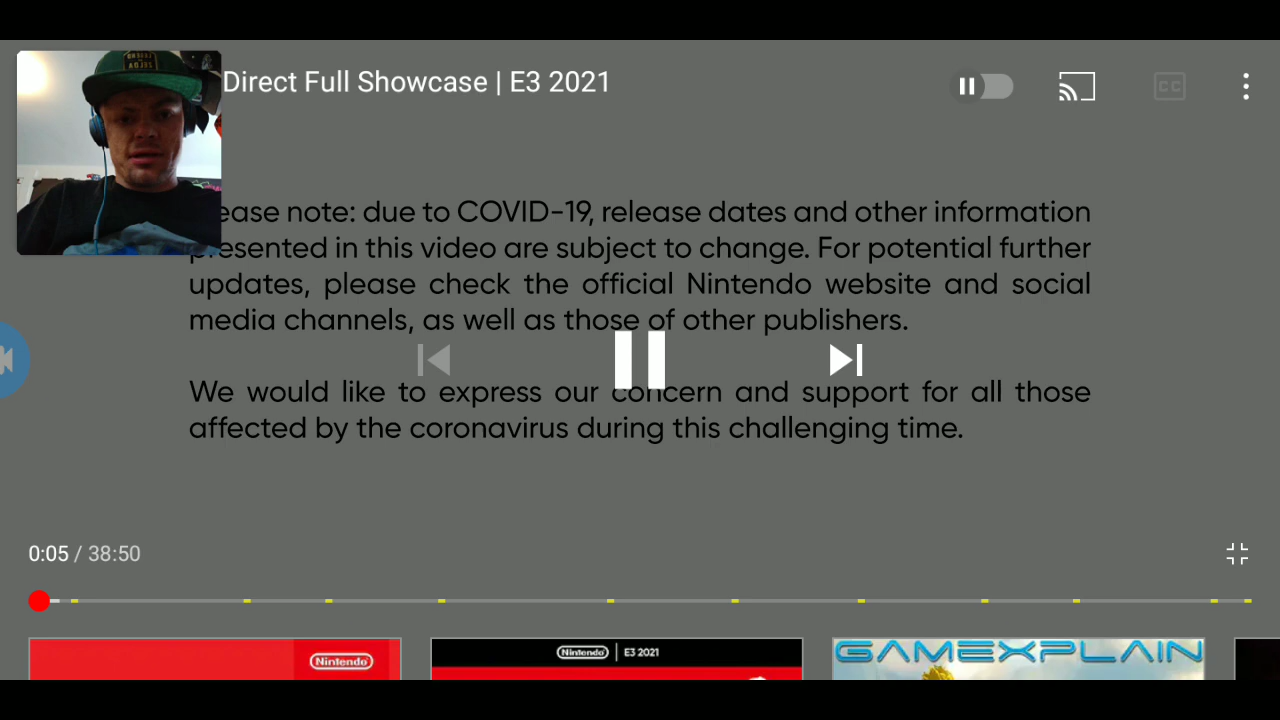 Direct Full Showcase | E3 2021
CC
ease note: due to COVID-19, release dates and other information
presented in this video are subject to change. For potential further
updates, please check the official Nintendo website and social
media channels, as well as those of other publishers.
We would like to express our concern and support for all those
affected by the coronavirus during this challenging time.
0:05 / 38:50
Nintendo
Nintendo | E3 2021
GAMEXPLAIN